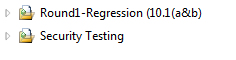 Round1-Regression (10.1(a&b)
Security Testing